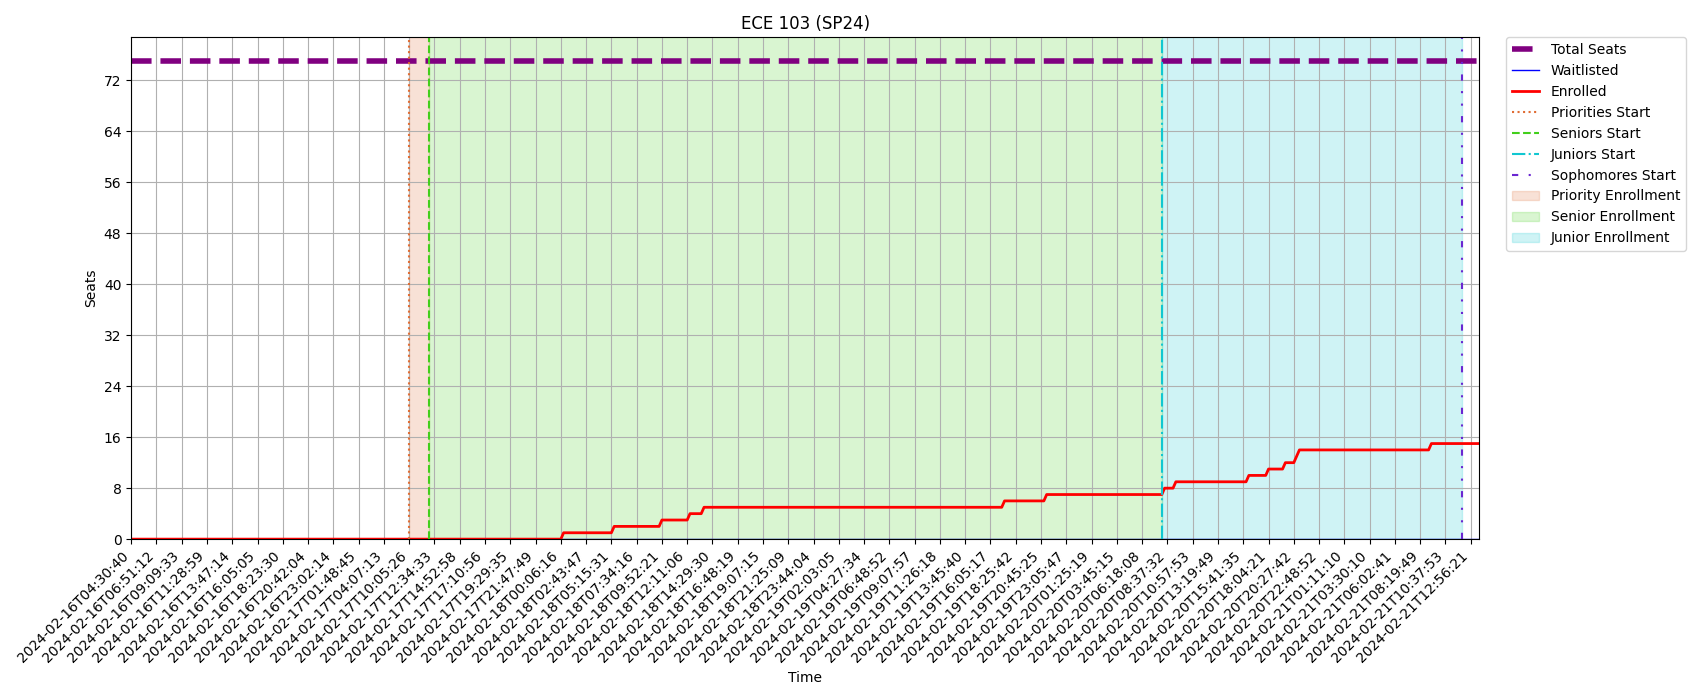 ECE 103 (SP24)
Seats
72
64
56
48
40
32
24
16
8
0
2024-02-16T04:30:40
2024-02-16T06:51:12
2024-02-16T09:09:33
2024-02-16T11:28:59
2024-02-16T13:47:14
2024-02-16T16:05:05
2024-02-16T18:23:30
2024-02-16T20:42:04
2024-02-16T23:02:14
2024-02-17T01:48:45
2024-02-17T04:07:13
2024-02-17T10:05:26
2024-02-17T12:34:33
2024-02-17T14:52:58
2024-02-17T17:10:56
2024-02-17T19:29:35
2024-02-17T21:47:49
2024-02-18T00:06:16
2024-02-18T02:43:47
2024-02-18T05:15:31
2024-02-18T07:34:16
2024-02-18T09:52:21
2024-02-18T12:11:06
2024-02-18T14:29:30
2024-02-18T16:48:19
2024-02-18T19:07:15
2024-02-18T21:25:09
2024-02-18T23:44:04
2024-02-19T02:03:05
2024-02-19T04:27:34
2024-02-19T06:48:52
2024-02-19T09:07:57
2024-02-19T11:26:18
2024-02-19T13:45:40
2024-02-19T16:05:17
2024-02-19T18:25:42
2024-02-19T20:45:25
2024-02-19T23:05:47
2024-02-20T01:25:19
2024-02-20T03:45:15
2024-02-20T06:18:08
2024-02-20T08:37:32
2024-02-20T10:57:53
2024-02-20T13:19:49
2024-02-20T15:41:35
2024-02-20T18:04:21
2024-02-20T20:27:42
2024-02-20T22:48:52
2024-02-21T01:11:10
2024-02-21T03:30:10
2024-02-21T06:02:41
2024-02-21T08:19:49
2024-02-21T10:37:53
2024-02-21T12:56:21
Time
Total Seats
Waitlisted
Enrolled
Priorities Start
Seniors Start
Juniors Start
Sophomores Start
Priority Enrollment
Senior Enrollment
Junior Enrollment